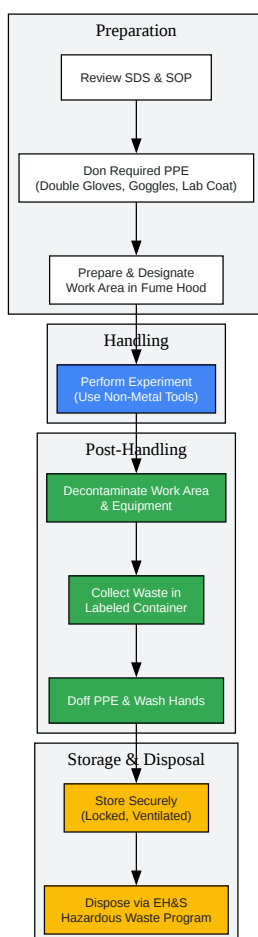 Preparation
Review SDS & SOP
Don Required PPE
(Double Gloves, Goggles, Lab Coat)
Prepare & Designate
Work Area in Fume Hood
Handling
Perform Experiment
(Use Non-Metal Tools)
Post-Handling
Decontaminate Work Area
& Equipment
Collect Waste in
Labeled Container
Doff PPE & Wash Hands
Storage & Disposal
Store Securely
(Locked, Ventilated)
Dispose via EH&S
Hazardous Waste Program